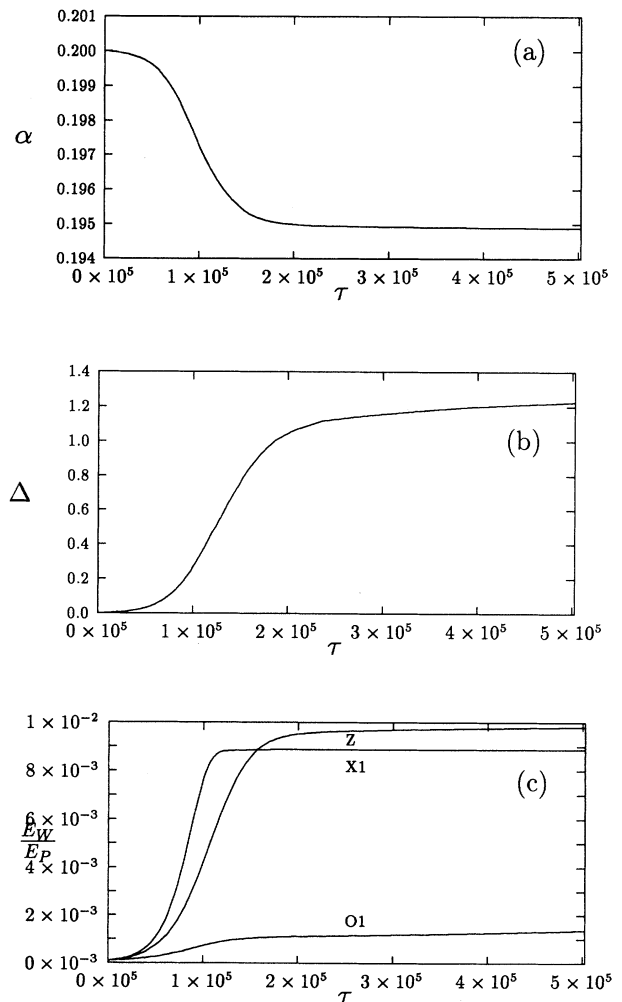 0.201
0.200
0.199
0.198
0.197
0.196
0.195
0.194
α
(a)
0 × 10⁵ 1 × 10⁵ 2 × 10⁵ 3 × 10⁵ 4 × 10⁵ 5 × 10⁵
τ
1.4
1.2
1.0
0.8
0.6
0.4
0.2
0.0
Δ
(b)
0 × 10⁵ 1 × 10⁵ 2 × 10⁵ 3 × 10⁵ 4 × 10⁵ 5 × 10⁵
τ
1 × 10⁻²
8 × 10⁻³
6 × 10⁻³
E_W
E_P
4 × 10⁻³
2 × 10⁻³
0 × 10⁻³
Z
X1
(c)
O1
0 × 10⁵ 1 × 10⁵ 2 × 10⁵ 3 × 10⁵ 4 × 10⁵ 5 × 10⁵
τ